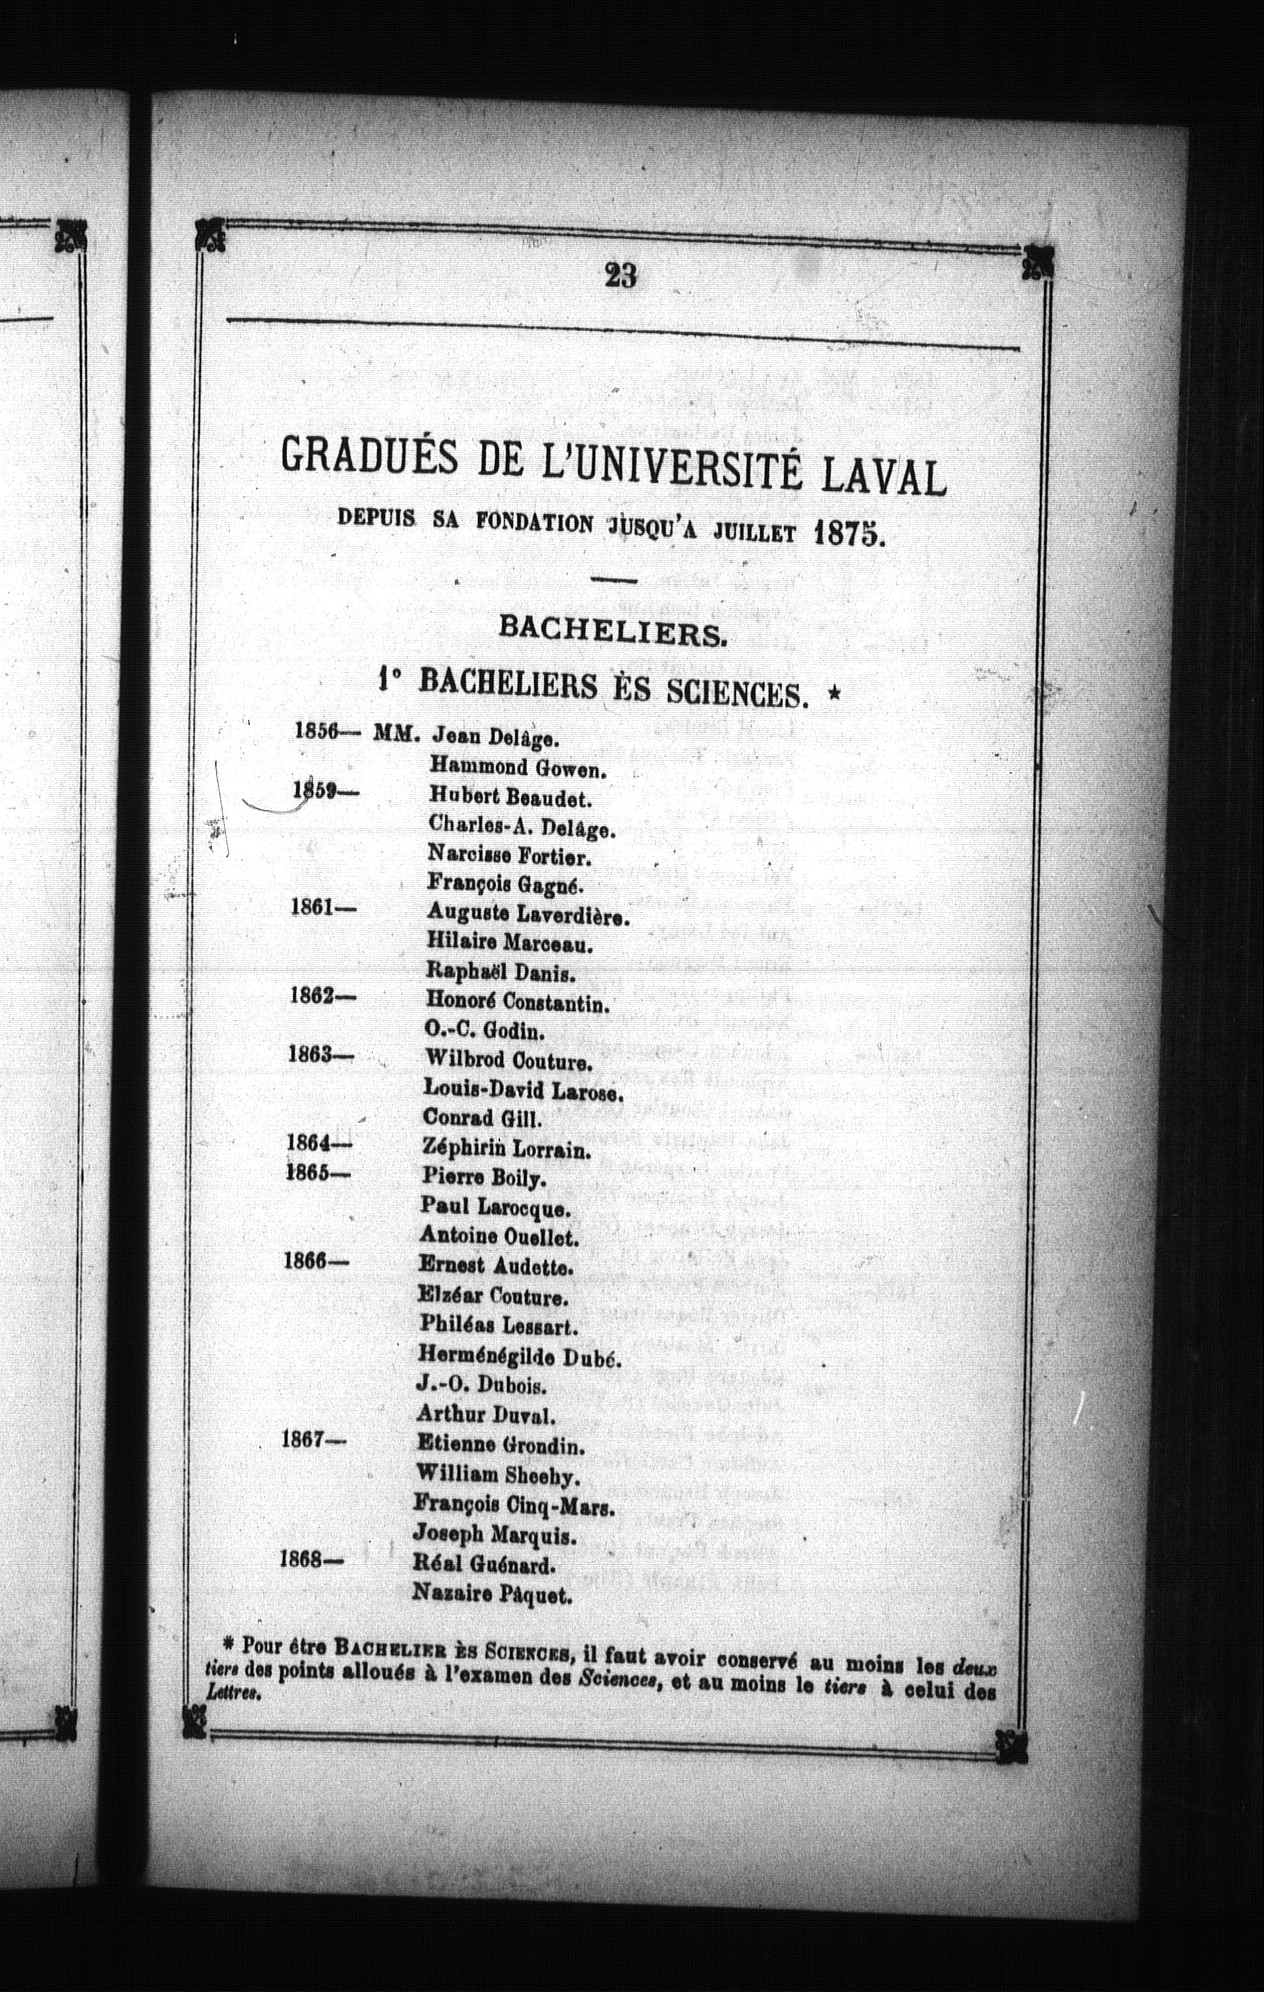 23
GRADUÉS DE L'UNIVERSITÉ LAVAL
DEPUIS SA FONDATION JUSQU'A JUILLET 1875.
BACHELIERS.
1° BACHELIERS ÈS SCIENCES. *
1856— MM. Jean Delâge.
Hammond Gowen.
1859— Hubert Beaudet.
Charles-A. Delâge.
Narcisse Fortier.
François Gagné.
1861— Auguste Laverdière.
Hilaire Marceau.
Raphaël Danis.
1862— Honoré Constantin.
O.-C. Godin.
1863— Wilbrod Couture.
Louis-David Larose.
Conrad Gill.
1864— Zéphirin Lorrain.
1865— Pierre Boily.
Paul Larocque.
Antoine Ouellet.
1866— Ernest Audette.
Elzéar Couture.
Philéas Lessart.
Herménégilde Dubé.
J.-O. Dubois.
Arthur Duval.
1867— Etienne Grondin.
William Sheehy.
François Cinq-Mars.
Joseph Marquis.
1868— Réal Guénard.
Nazaire Pâquet.
* Pour être BACHELIER ÈS SCIENCES, il faut avoir conservé au moins les deux
tiers des points alloués à l'examen des Sciences, et au moins le tiers à celui des
Lettres.